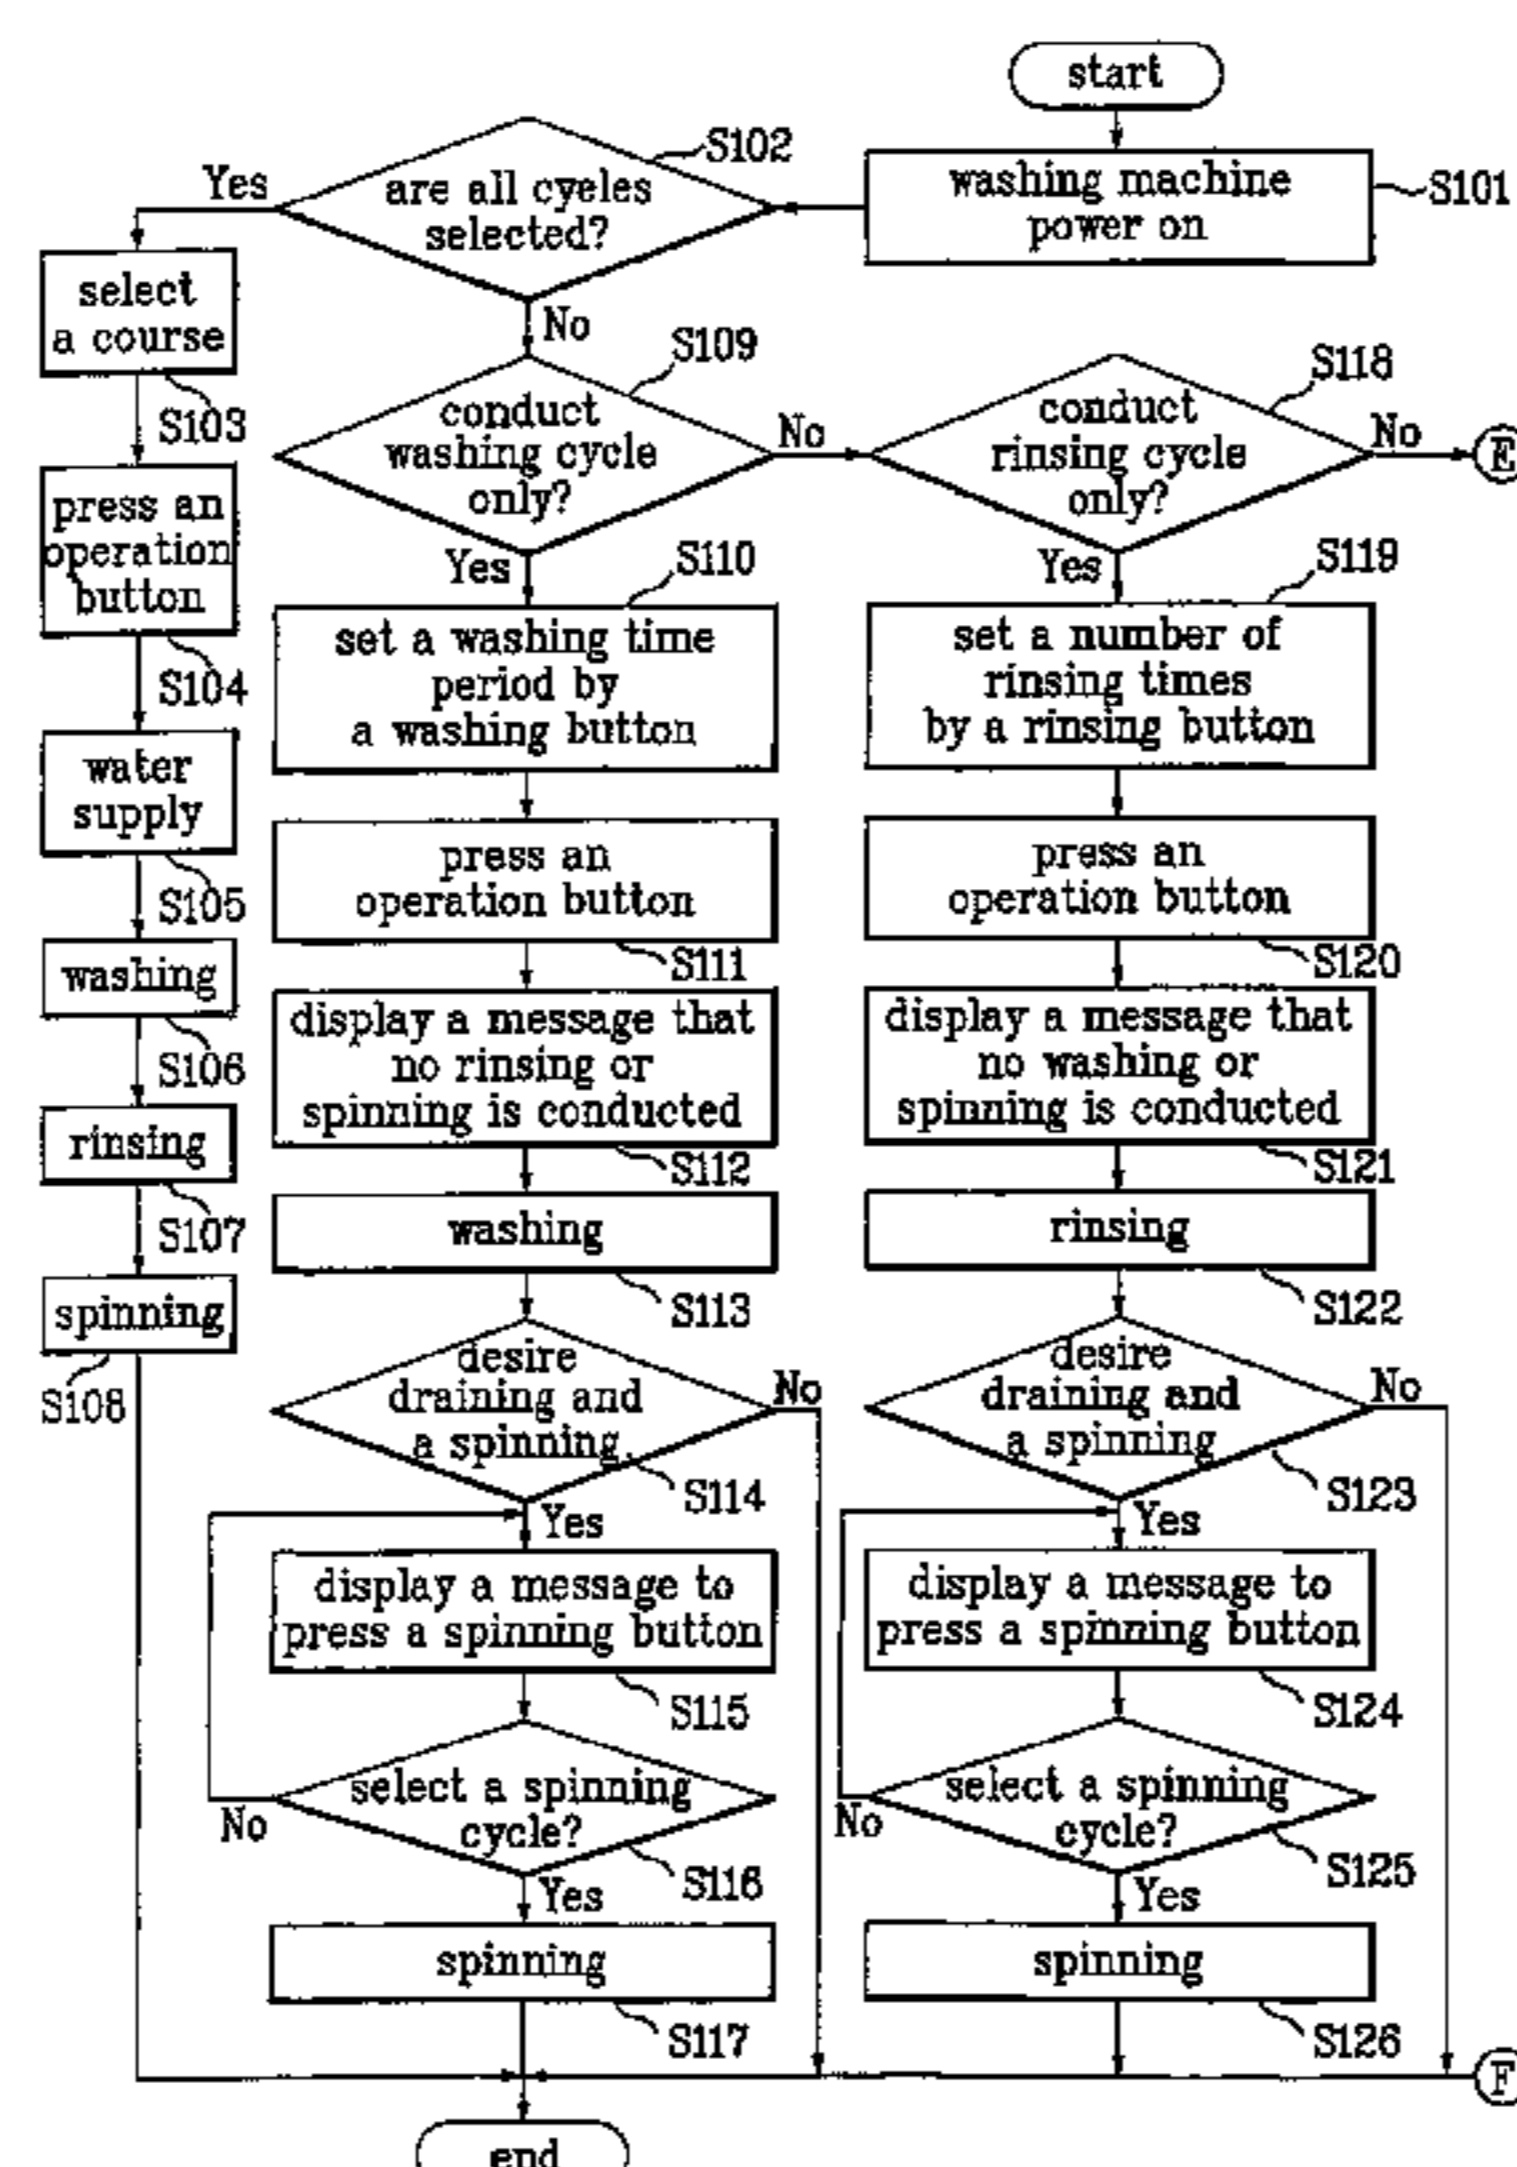 start
washing machine
power on
S101
are all cycles
selected?
S102
Yes
No
select
a course
S103
press an
operation
button
S104
water
supply
S105
washing
S106
rinsing
S107
spinning
S108
conduct
washing cycle
only?
S109
No
Yes
set a washing time
period by
a washing button
S110
press an
operation button
S111
display a message that
no rinsing or
spinning is conducted
S112
washing
S113
desire
draining and
a spinning
S114
No
Yes
display a message to
press a spinning button
S115
select a spinning
cycle?
S116
No
Yes
spinning
S117
conduct
rinsing cycle
only?
S118
No
E
Yes
set a number of
rinsing times
by a rinsing button
S119
press an
operation button
S120
display a message that
no washing or
spinning is conducted
S121
rinsing
S122
desire
draining and
a spinning
S123
No
Yes
display a message to
press a spinning button
S124
select a spinning
cycle?
S125
No
Yes
spinning
S126
F
end